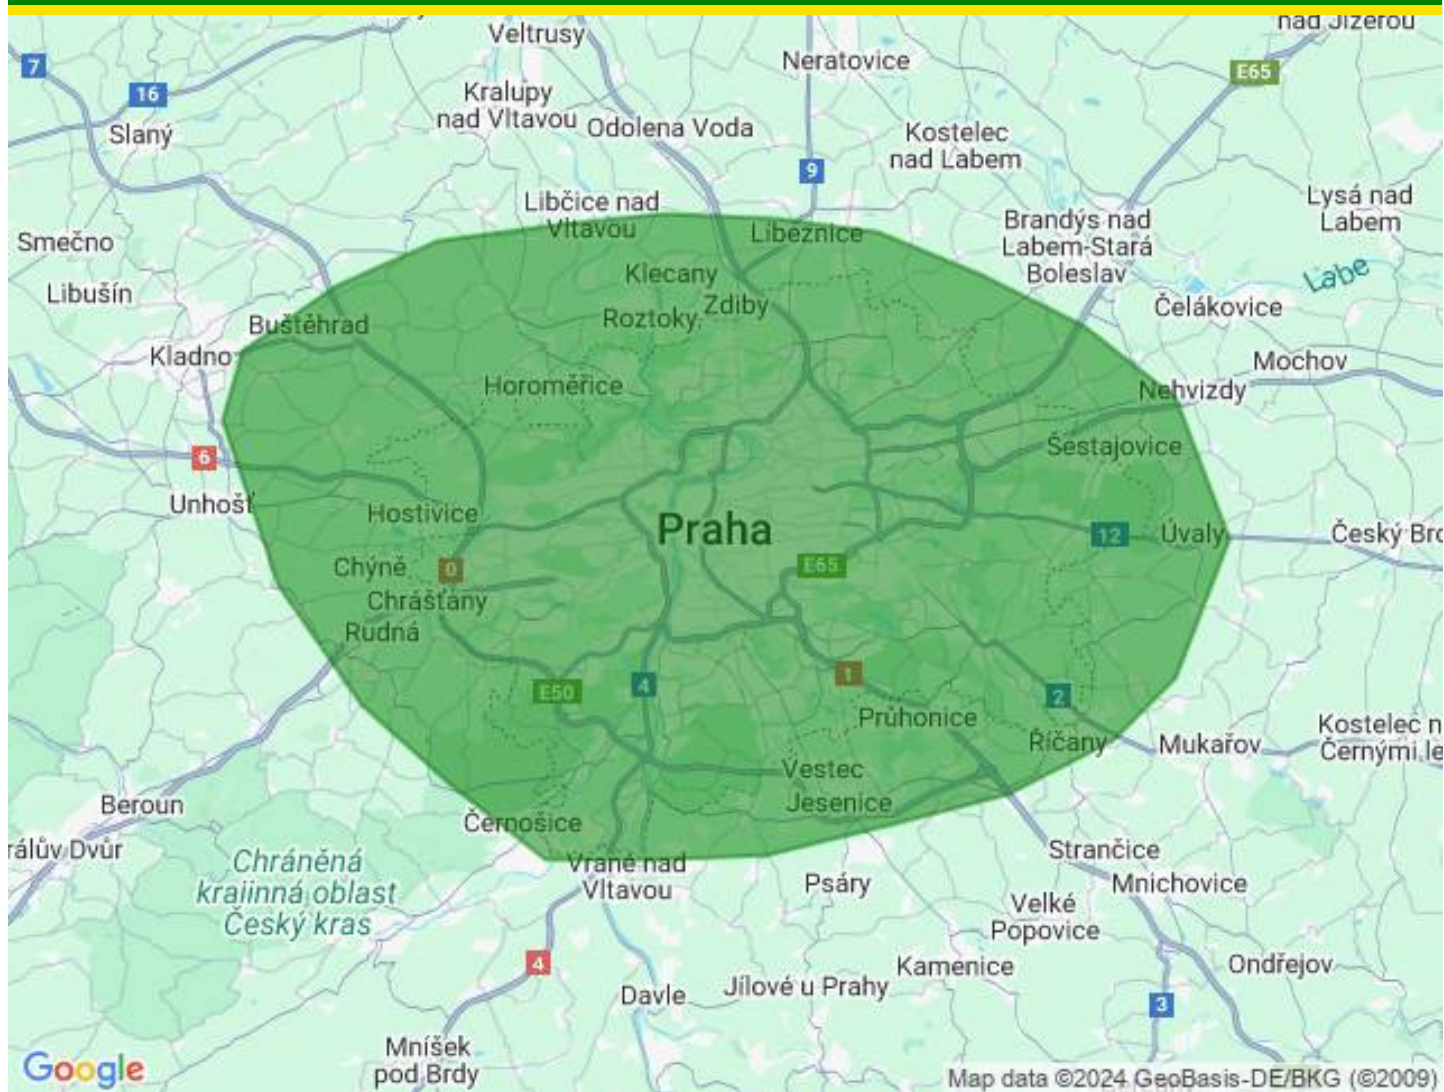 nad Jizerou
Veltrusy
7
Neratovice
E65
16
Kralupy
nad Vltavou
Slaný
Odolena Voda
Kostelec
nad Labem
9
Libčice nad
Vltavou
Lysá nad
Labem
Brandýs nad
Labem-Stará
Boleslav
Smečno
Líbeznice
Klecany
Labe
Libušín
Zdiby
Čelákovice
Roztoky
Buštěhrad
Kladno
Mochov
Horoměřice
Nehvizdy
6
Šestajovice
Unhošť
Hostivice
Praha
12
Úvaly
Český Bro
Chýně
0
E65
Chrášťany
Rudná
1
E50
4
2
Průhonice
Říčany
Mukařov
Kostelec n
Černými le
Vestec
Jesenice
Beroun
Černošice
rálův Dvůr
Strančice
Chráněná
krajinná oblast
Český kras
Vrané nad
Vltavou
Psáry
Mnichovice
Velké
Popovice
4
Kamenice
Ondřejov
Davle
Jílové u Prahy
3
Mníšek
pod Brdy
Google
Map data ©2024 GeoBasis-DE/BKG (©2009)